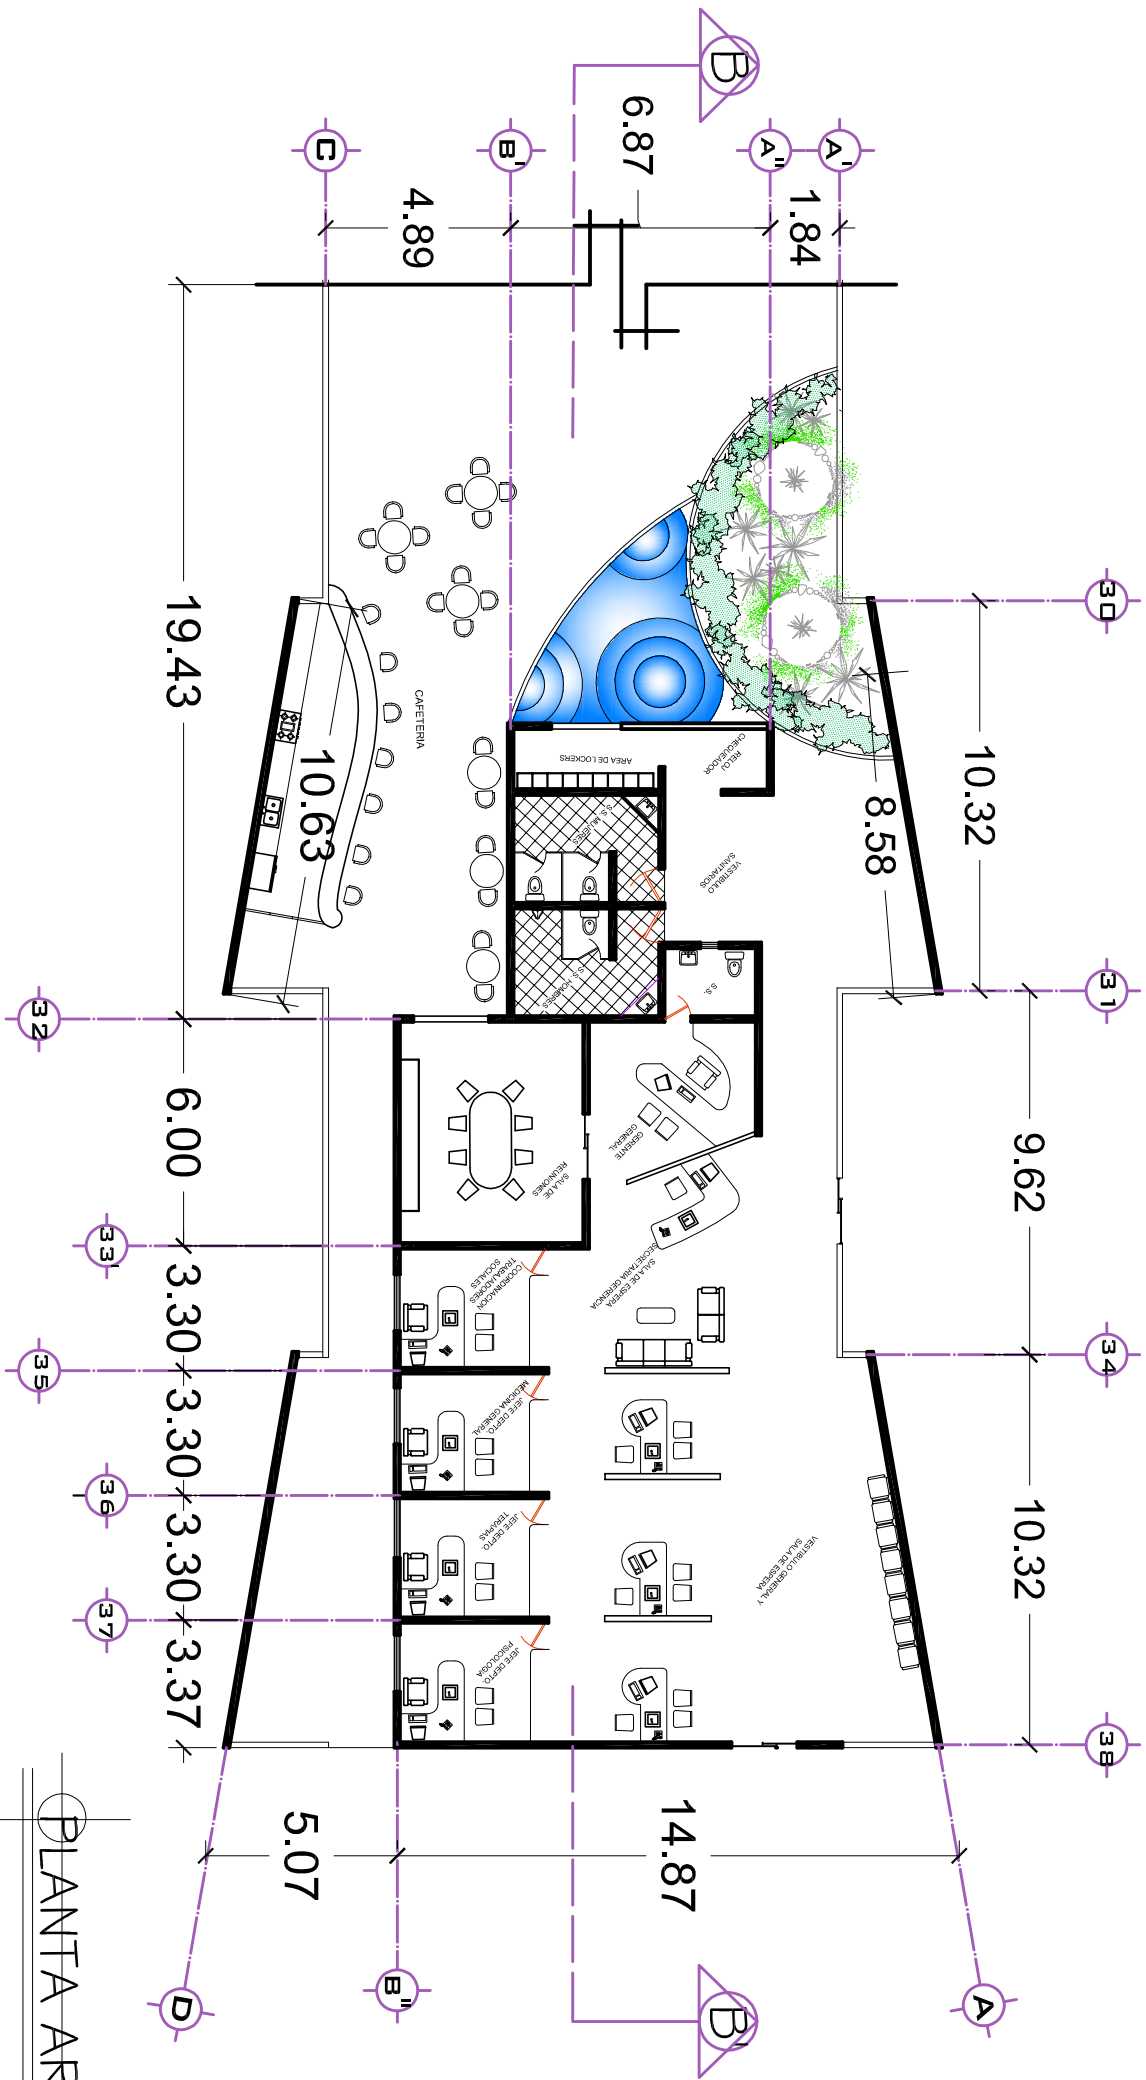 B
A'
A"
B'
C
1.84
6.87
4.89
30
31
34
38
10.32
9.62
10.32
8.58
10.63
19.43
6.00
3.30
3.30
3.30
3.37
32
33'
35
36
37
CAFETERIA
AREA DE LOCKERS
RELOJ
CHEQUEADOR
S.S. MUJERES
S.S. HOMBRES
VESTIBULO
SANITARIOS
S.S.
GERENTE
GENERAL
SALA DE
REUNIONES
SALA DE ESPERA
SECRETARIA GERENCIA
COORDINACION
TRABAJADORES
SOCIALES
JEFE DEPTO.
MEDICINA GENERAL
JEFE DEPTO.
TERAPIAS
JEFE DEPTO.
PSICOLOGIA
VESTIBULO GENERAL Y
SALA DE ESPERA
14.87
5.07
A
B'
B"
D
PLANTA AR